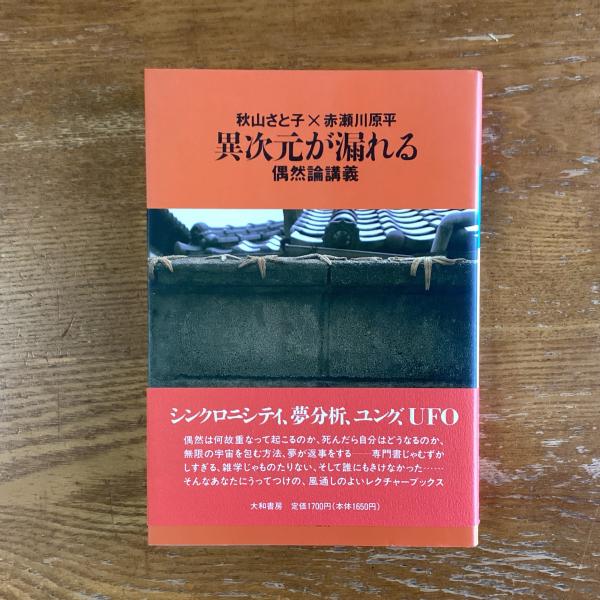 秋山さと子×赤瀬川原平
異次元が漏れる
偶然論講義
シンクロニシティ、夢分析、ユング、UFO
偶然は何故重なって起こるのか、死んだら自分はどうなるのか、
無限の宇宙を包む方法、夢が返事をする――専門書じゃむずか
しすぎる、雑学じゃものたりない、そして誰にもきけなかった……
そんなあなたにうってつけの、風通しのよいレクチャーブックス
大和書房 定価1700円(本体1650円)